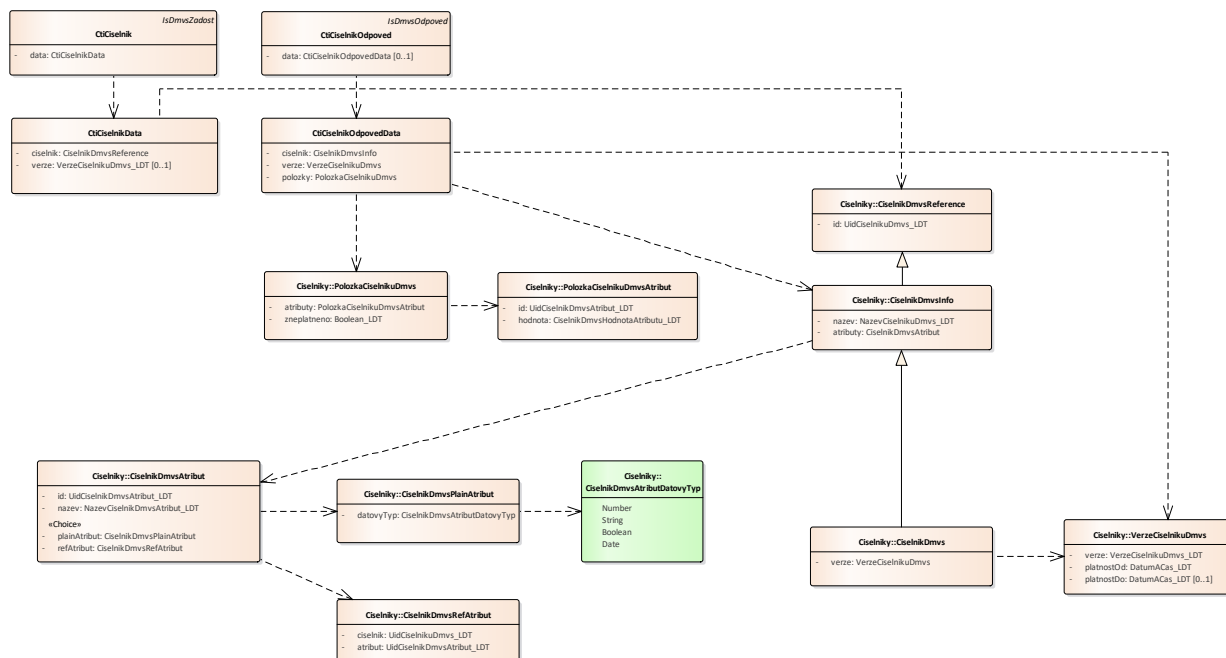 IsDmvsZadost
CtiCiselnik
- data: CtiCiselnikData
IsDmvsOdpoved
CtiCiselnikOdpoved
- data: CtiCiselnikOdpovedData [0..1]
CtiCiselnikData
- ciselnik: CiselnikDmvsReference
- verze: VerzeCiselnikuDmvs_LDT [0..1]
CtiCiselnikOdpovedData
- ciselnik: CiselnikDmvsInfo
- verze: VerzeCiselnikuDmvs
- polozky: PolozkaCiselnikuDmvs
Ciselniky::CiselnikDmvsReference
- id: UidCiselnikuDmvs_LDT
Ciselniky::PolozkaCiselnikuDmvs
- atributy: PolozkaCiselnikuDmvsAtribut
- zneplatneno: Boolean_LDT
Ciselniky::PolozkaCiselnikuDmvsAtribut
- id: UidCiselnikDmvsAtribut_LDT
- hodnota: CiselnikDmvsHodnotaAtributu_LDT
Ciselniky::CiselnikDmvsInfo
- nazev: NazevCiselnikuDmvs_LDT
- atributy: CiselnikDmvsAtribut
Ciselniky::CiselnikDmvsAtribut
- id: UidCiselnikDmvsAtribut_LDT
- nazev: NazevCiselnikDmvsAtribut_LDT
«Choice»
- plainAtribut: CiselnikDmvsPlainAtribut
- refAtribut: CiselnikDmvsRefAtribut
Ciselniky::CiselnikDmvsPlainAtribut
- datovyTyp: CiselnikDmvsAtributDatovyTyp
Ciselniky::
CiselnikDmvsAtributDatovyTyp
Number
String
Boolean
Date
Ciselniky::CiselnikDmvs
- verze: VerzeCiselnikuDmvs
Ciselniky::VerzeCiselnikuDmvs
- verze: VerzeCiselnikuDmvs_LDT
- platnostOd: DatumACas_LDT
- platnostDo: DatumACas_LDT [0..1]
Ciselniky::CiselnikDmvsRefAtribut
- ciselnik: UidCiselnikuDmvs_LDT
- atribut: UidCiselnikDmvsAtribut_LDT